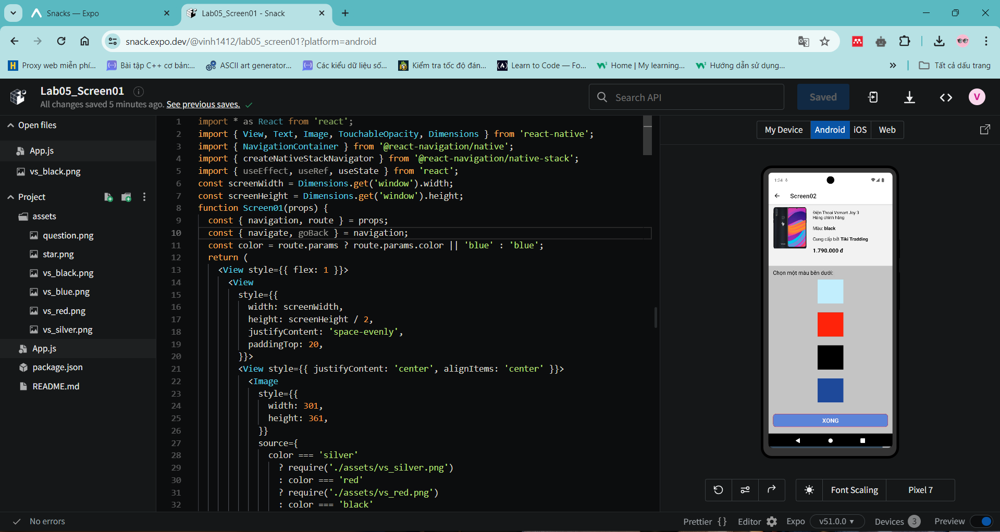 Snacks — Expo
Lab05_Screen01 - Snack
snack.expo.dev/@vinh1412/lab05_screen01?platform=android
Proxy web miễn phí...
Bài tập C++ cơ bản:...
ASCII art generator...
Các kiểu dữ liệu số...
Kiểm tra tốc độ đán...
Learn to Code — Fo...
Home | My learning...
Hướng dẫn sử dụng...
Tất cả dấu trang
Lab05_Screen01
All changes saved 5 minutes ago. See previous saves.
Search API
Saved
V
Open files
App.js
vs_black.png
Project
assets
question.png
star.png
vs_black.png
vs_blue.png
vs_red.png
vs_silver.png
App.js
package.json
README.md
1 import * as React from 'react';
2 import { View, Text, Image, TouchableOpacity, Dimensions } from 'react-native';
3 import { NavigationContainer } from '@react-navigation/native';
4 import { createNativeStackNavigator } from '@react-navigation/native-stack';
5 import { useEffect, useRef, useState } from 'react';
6 const screenWidth = Dimensions.get('window').width;
7 const screenHeight = Dimensions.get('window').height;
8 function Screen01(props) {
9 const { navigation, route } = props;
10 const { navigate, goBack } = navigation;
11 const color = route.params ? route.params.color || 'blue' : 'blue';
12 return (
13 <View style={{ flex: 1 }}>
14 <View
15 style={{
16 width: screenWidth,
17 height: screenHeight / 2,
18 justifyContent: 'space-evenly',
19 paddingTop: 20,
20 }}>
21 <View style={{ justifyContent: 'center', alignItems: 'center' }}>
22 <Image
23 style={{
24 width: 301,
25 height: 361,
26 }}
27 source={
28 color === 'silver'
29 ? require('./assets/vs_silver.png')
30 : color === 'red'
31 ? require('./assets/vs_red.png')
32 : color === 'black'
My Device
Android
iOS
Web
1:24
Screen02
Điện Thoại Vsmart Joy 3
Hàng chính hãng
Màu: black
Cung cấp bởi Tiki Tradding
1.790.000 đ
Chọn một màu bên dưới:
XONG
Font Scaling
Pixel 7
No errors
Prettier {}
Editor
Expo
v51.0.0
Devices 3
Preview